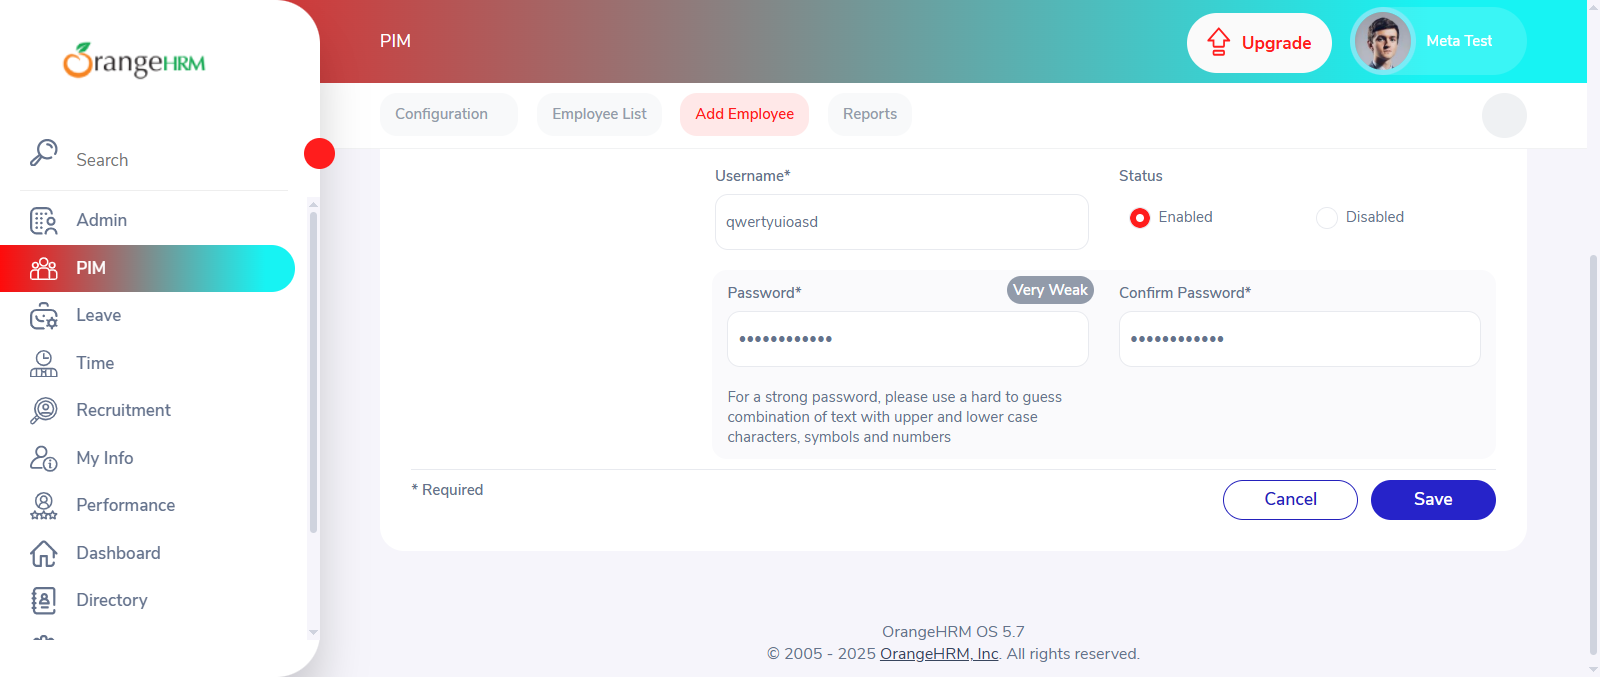 OrangeHRM
PIM
Upgrade
Meta Test
Configuration
Employee List
Add Employee
Reports
Search
Admin
PIM
Leave
Time
Recruitment
My Info
Performance
Dashboard
Directory
Username*
qwertyuioasd
Status
Enabled
Disabled
Password*
Very Weak
••••••••••••
Confirm Password*
••••••••••••
For a strong password, please use a hard to guess
combination of text with upper and lower case
characters, symbols and numbers
* Required
Cancel
Save
OrangeHRM OS 5.7
© 2005 - 2025 OrangeHRM, Inc. All rights reserved.